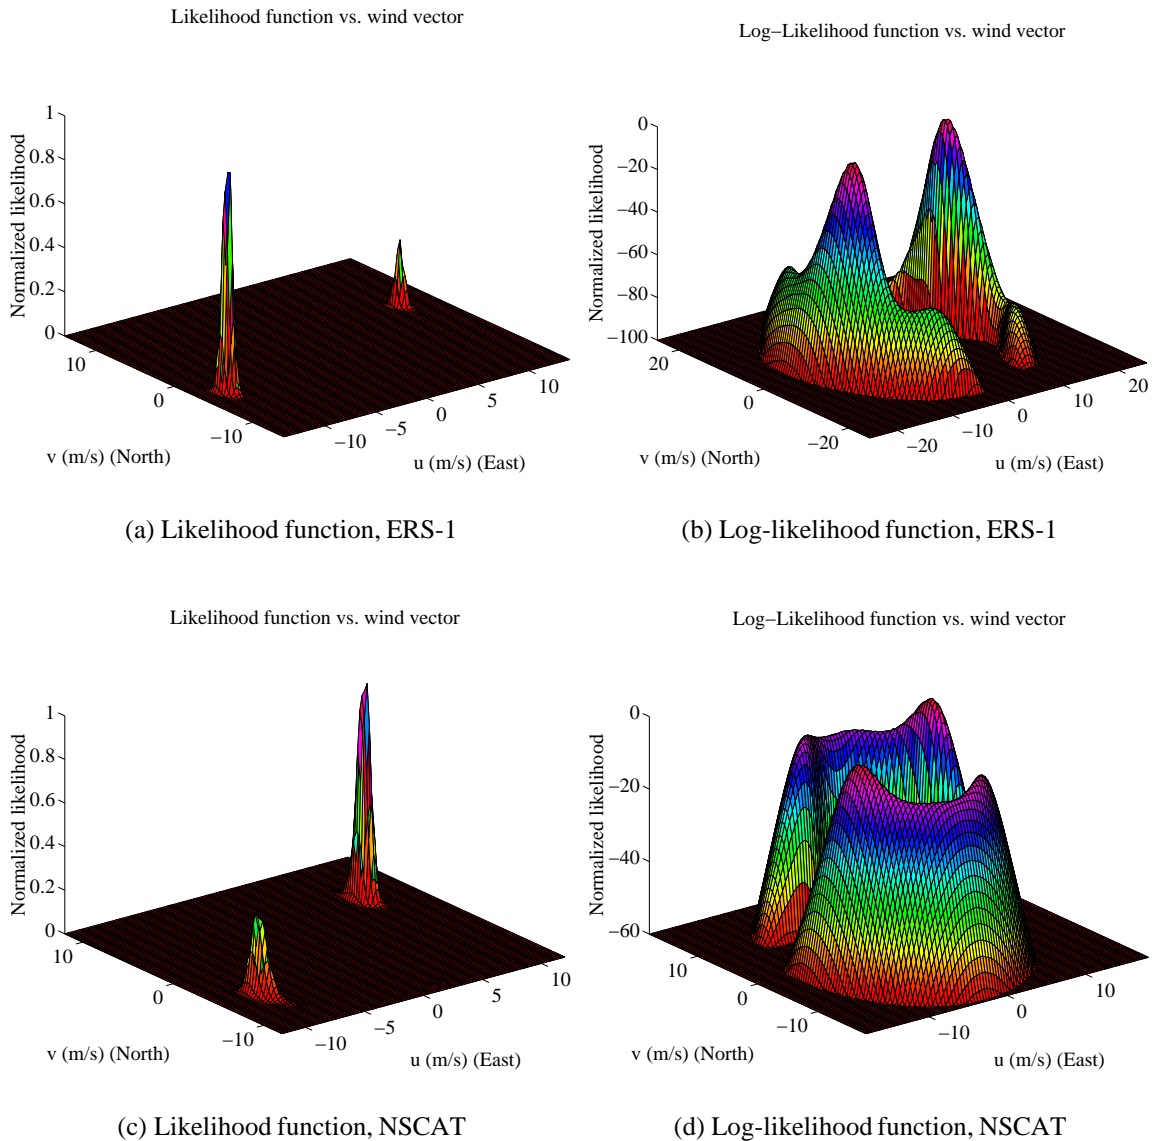 Likelihood function vs. wind vector
Normalized likelihood
1
0.8
0.6
0.4
0.2
0
10
0
−10
v (m/s) (North)
−10
−5
0
5
10
u (m/s) (East)
(a) Likelihood function, ERS-1
Log−Likelihood function vs. wind vector
Normalized likelihood
0
−20
−40
−60
−80
−100
20
0
−20
v (m/s) (North)
−20
−10
0
10
20
u (m/s) (East)
(b) Log-likelihood function, ERS-1
Likelihood function vs. wind vector
Normalized likelihood
1
0.8
0.6
0.4
0.2
0
10
0
−10
v (m/s) (North)
−10
−5
0
5
10
u (m/s) (East)
(c) Likelihood function, NSCAT
Log−Likelihood function vs. wind vector
Normalized likelihood
0
−20
−40
−60
10
0
−10
v (m/s) (North)
−10
0
10
u (m/s) (East)
(d) Log-likelihood function, NSCAT